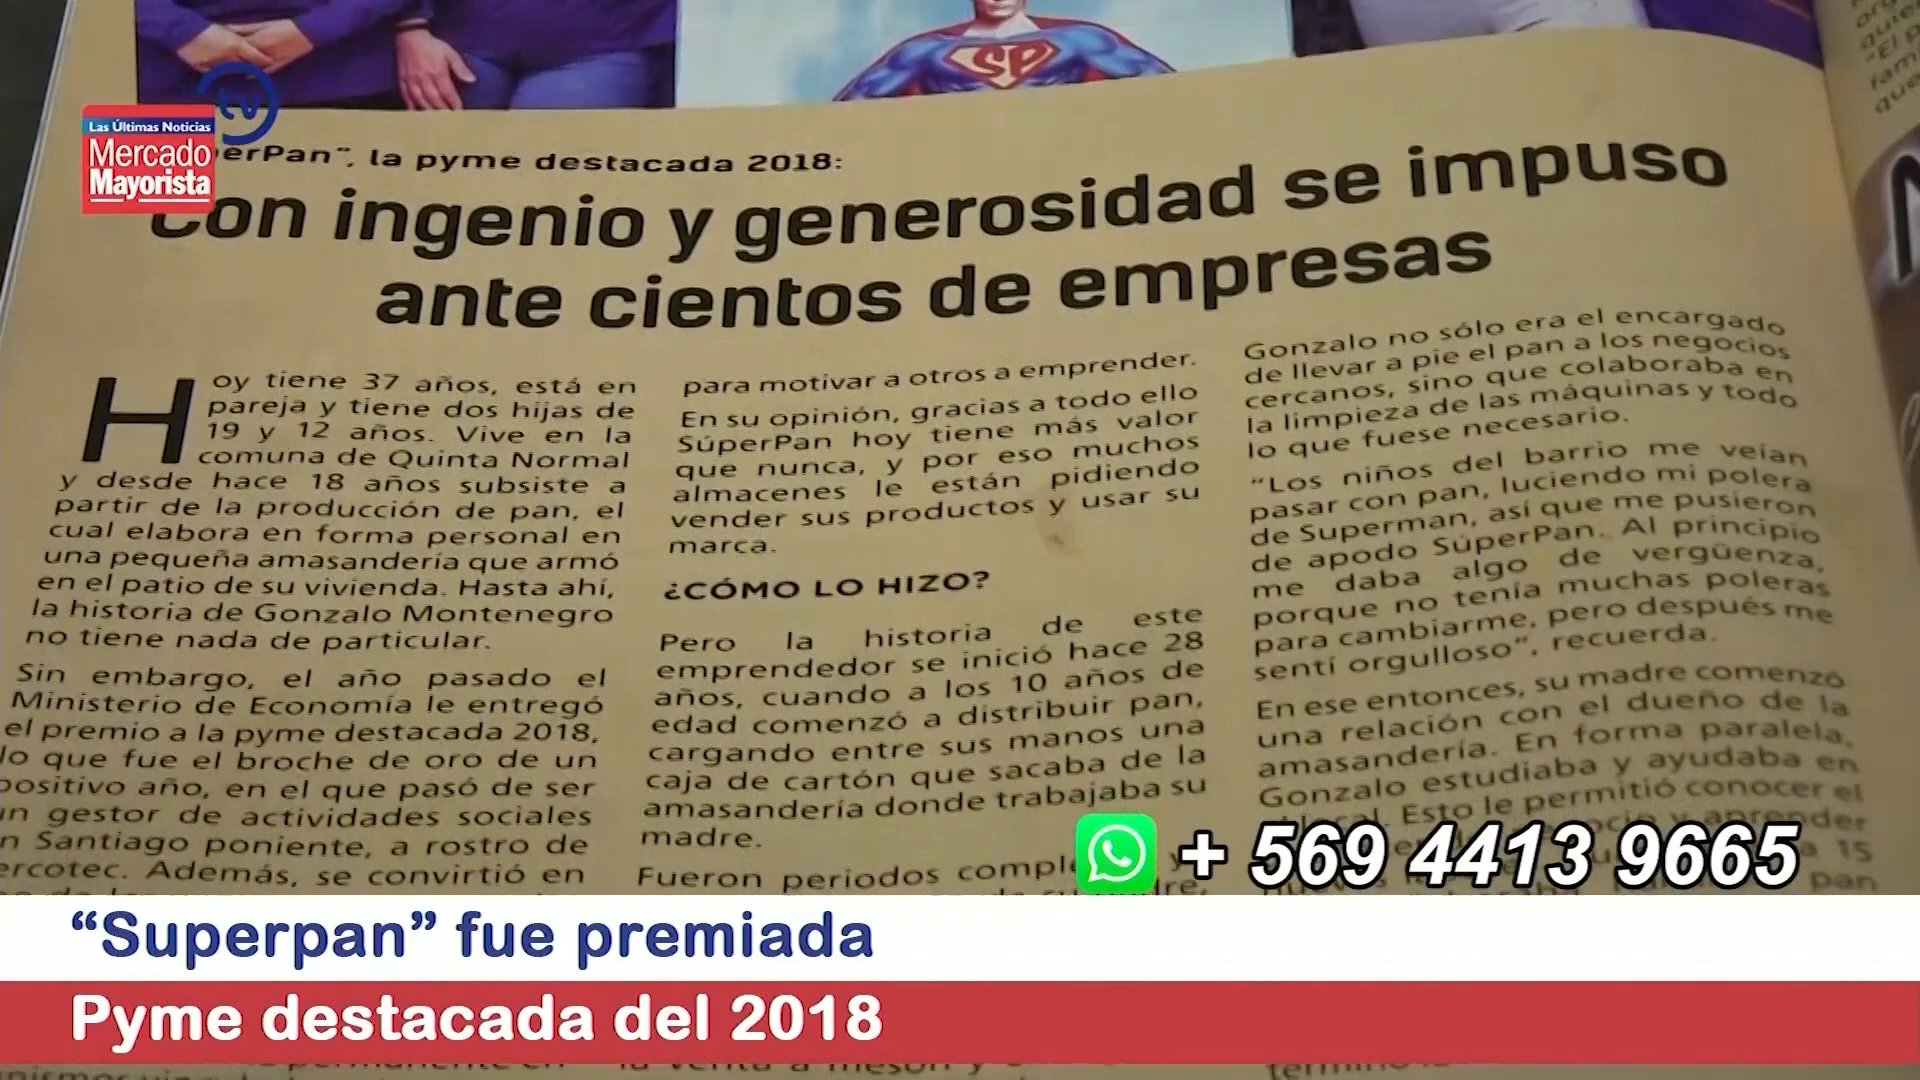 SP
tv
Las Últimas Noticias
Mercado
Mayorista
erPan", la pyme destacada 2018:
Con ingenio y generosidad se impuso
ante cientos de empresas
Hoy tiene 37 años, está en
pareja y tiene dos hijas de
19 y 12 años. Vive en la
comuna de Quinta Normal
y desde hace 18 años subsiste a
partir de la producción de pan, el
cual elabora en forma personal en
una pequeña amasandería que armó
en el patio de su vivienda. Hasta ahí,
la historia de Gonzalo Montenegro
no tiene nada de particular.
Sin embargo, el año pasado el
Ministerio de Economía le entregó
el premio a la pyme destacada 2018,
lo que fue el broche de oro de un
positivo año, en el que pasó de ser
un gestor de actividades sociales
en Santiago poniente, a rostro de
ercotec. Además, se convirtió en
para motivar a otros a emprender.
En su opinión, gracias a todo ello
SúperPan hoy tiene más valor
que nunca, y por eso muchos
almacenes le están pidiendo
vender sus productos y usar su
marca.
¿CÓMO LO HIZO?
Pero la historia de este
emprendedor se inició hace 28
años, cuando a los 10 años de
edad comenzó a distribuir pan,
cargando entre sus manos una
caja de cartón que sacaba de la
amasandería donde trabajaba su
madre.
Fueron periodos comple
Gonzalo no sólo era el encargado
de llevar a pie el pan a los negocios
cercanos, sino que colaboraba en
la limpieza de las máquinas y todo
lo que fuese necesario.
"Los niños del barrio me veían
pasar con pan, luciendo mi polera
de Superman, así que me pusieron
de apodo SúperPan. Al principio
me daba algo de vergüenza,
porque no tenía muchas poleras
para cambiarme, pero después me
sentí orgulloso", recuerda.
En ese entonces, su madre comenzó
una relación con el dueño de la
amasandería. En forma paralela,
Gonzalo estudiaba y ayudaba en
Esto le permitió conocer el
aprender
15
pan
+ 569 4413 9665
“Superpan” fue premiada
Pyme destacada del 2018